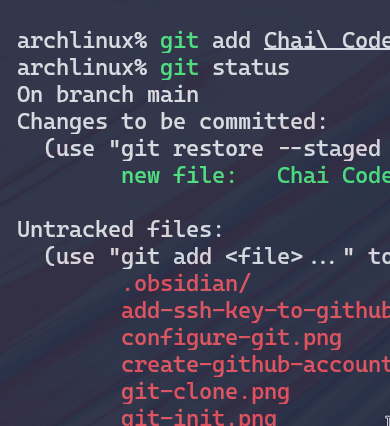 archlinux% git add Chai\ Code
archlinux% git status
On branch main
Changes to be committed:
(use "git restore --staged
new file: Chai Code
Untracked files:
(use "git add <file>..." to
.obsidian/
add-ssh-key-to-github
configure-git.png
create-github-account
git-clone.png
git-init.png